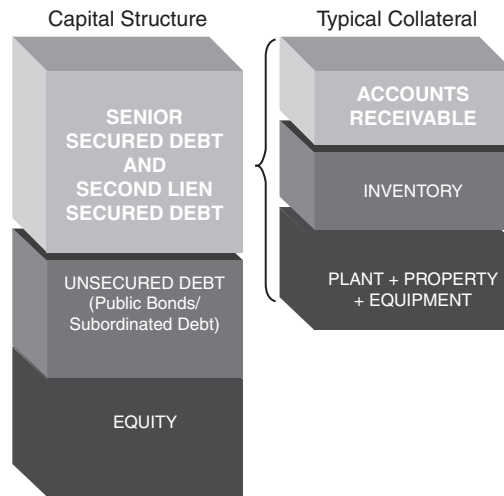 Capital Structure
SENIOR
SECURED DEBT
AND
SECOND LIEN
SECURED DEBT
UNSECURED DEBT
(Public Bonds/
Subordinated Debt)
EQUITY
Typical Collateral
ACCOUNTS
RECEIVABLE
INVENTORY
PLANT + PROPERTY
+ EQUIPMENT